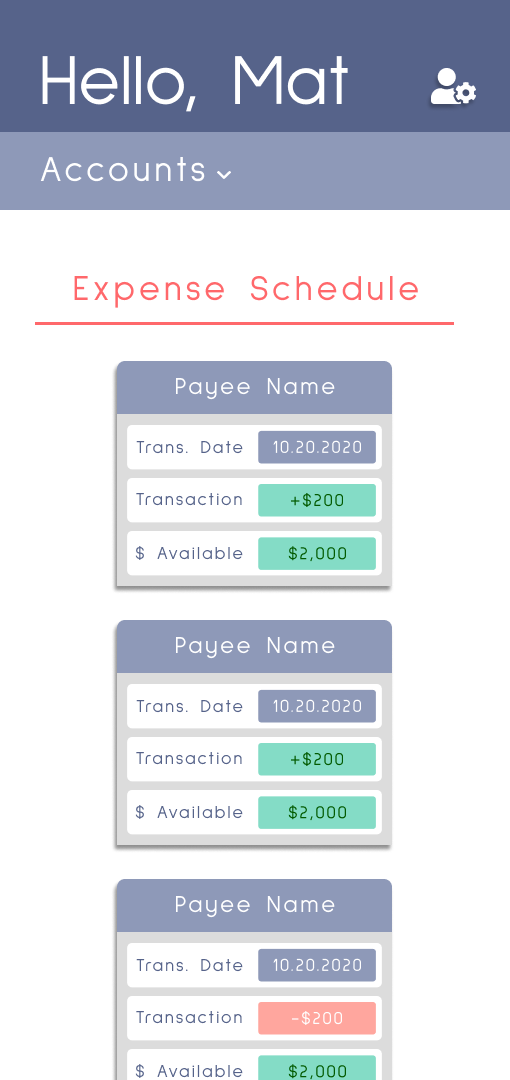 Hello, Mat
Accounts
Expense Schedule
Payee Name
Trans. Date 10.20.2020
Transaction +$200
$ Available $2,000
Payee Name
Trans. Date 10.20.2020
Transaction +$200
$ Available $2,000
Payee Name
Trans. Date 10.20.2020
Transaction -$200
$ Available $2,000